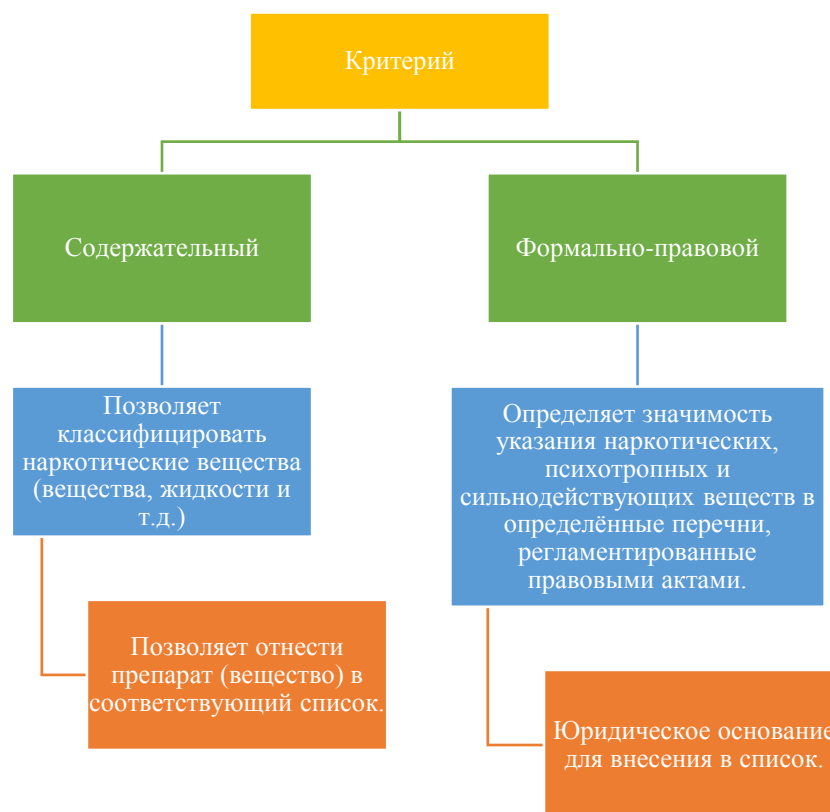 Критерий
Содержательный
Формально-правовой
Позволяет
классифицировать
наркотические вещества
(вещества, жидкости и
т.д.)
Определяет значимость
указания наркотических,
психотропных и
сильнодействующих веществ в
определённые перечни,
регламентированные
правовыми актами.
Позволяет отнести
препарат (вещество) в
соответствующий список.
Юридическое основание
для внесения в список.